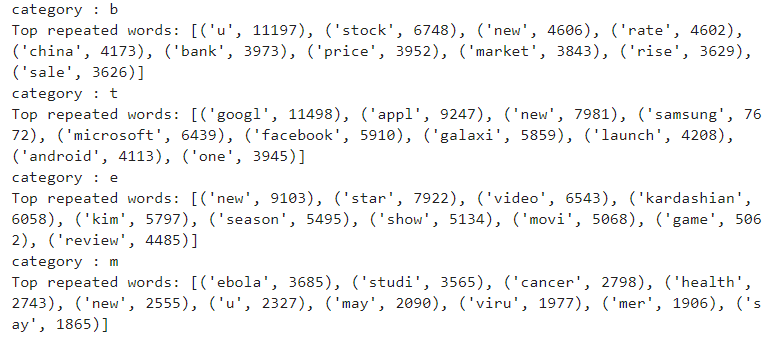 category : b
Top repeated words: [('u', 11197), ('stock', 6748), ('new', 4606), ('rate', 4602),
('china', 4173), ('bank', 3973), ('price', 3952), ('market', 3843), ('rise', 3629),
('sale', 3626)]
category : t
Top repeated words: [('googl', 11498), ('appl', 9247), ('new', 7981), ('samsung', 76
72), ('microsoft', 6439), ('facebook', 5910), ('galaxi', 5859), ('launch', 4208),
('android', 4113), ('one', 3945)]
category : e
Top repeated words: [('new', 9103), ('star', 7922), ('video', 6543), ('kardashian',
6058), ('kim', 5797), ('season', 5495), ('show', 5134), ('movi', 5068), ('game', 506
2), ('review', 4485)]
category : m
Top repeated words: [('ebola', 3685), ('studi', 3565), ('cancer', 2798), ('health',
2743), ('new', 2555), ('u', 2327), ('may', 2090), ('viru', 1977), ('mer', 1906), ('s
ay', 1865)]